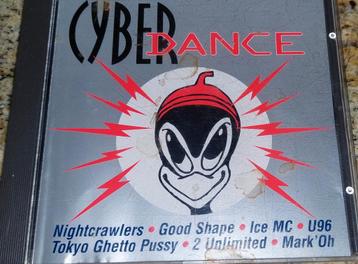 CYBER
DANCE
Nightcrawlers • Good Shape • Ice MC • U96
Tokyo Ghetto Pussy • 2 Unlimited • Mark'Oh